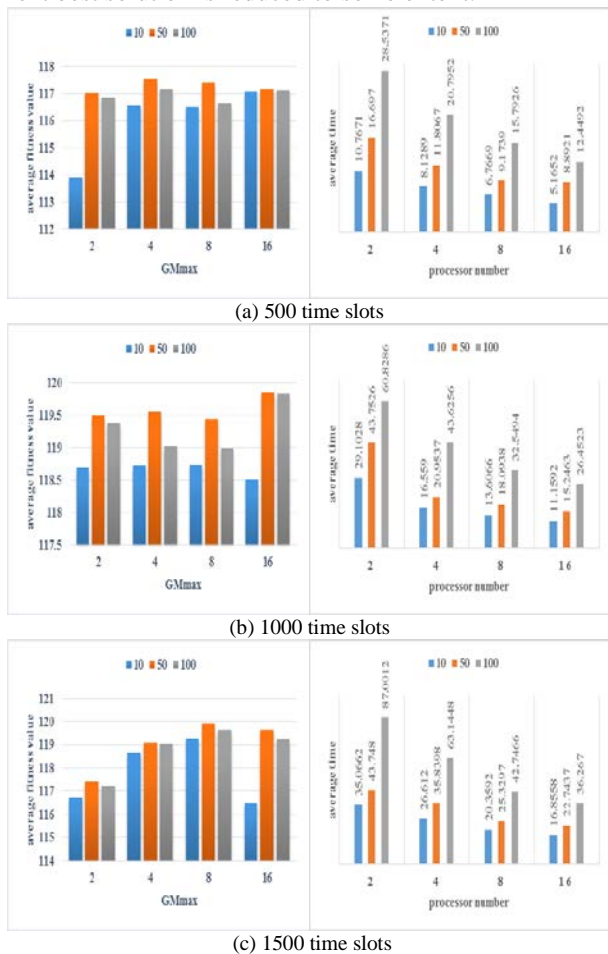 10 50 100
118
117
116
115
114
113
112
average fitness value
2 4 8 16
GMmax
10 50 100
average time
10.7671 16.697 28.5371
8.1289 11.8067 20.7952
6.7669 9.1739 15.7926
5.1652 8.8921 12.4492
2 4 8 16
processor number
(a) 500 time slots
10 50 100
120
119.5
119
118.5
118
117.5
average fitness value
2 4 8 16
GMmax
10 50 100
average time
29.1028 43.7526 60.8286
16.559 20.9537 43.6256
13.6066 18.0938 32.5494
11.1592 15.2463 26.4523
2 4 8 16
processor number
(b) 1000 time slots
10 50 100
121
120
119
118
117
116
115
114
average fitness value
2 4 8 16
GMmax
10 50 100
average time
35.0662 43.748 87.0012
26.612 35.8398 63.1448
20.3592 25.3297 42.7466
16.8558 22.7437 36.267
2 4 8 16
processor number
(c) 1500 time slots